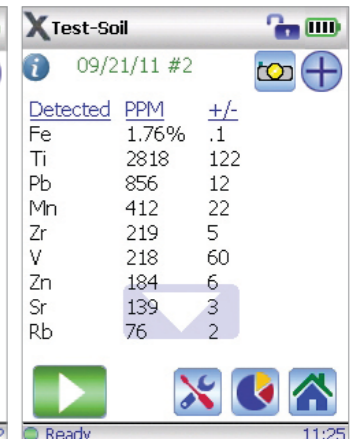 X Test-Soil
i 09/21/11 #2
Detected PPM +/-
Fe 1.76% .1
Ti 2818 122
Pb 856 12
Mn 412 22
Zr 219 5
V 218 60
Zn 184 6
Sr 139 3
Rb 76 2
Ready 11:25